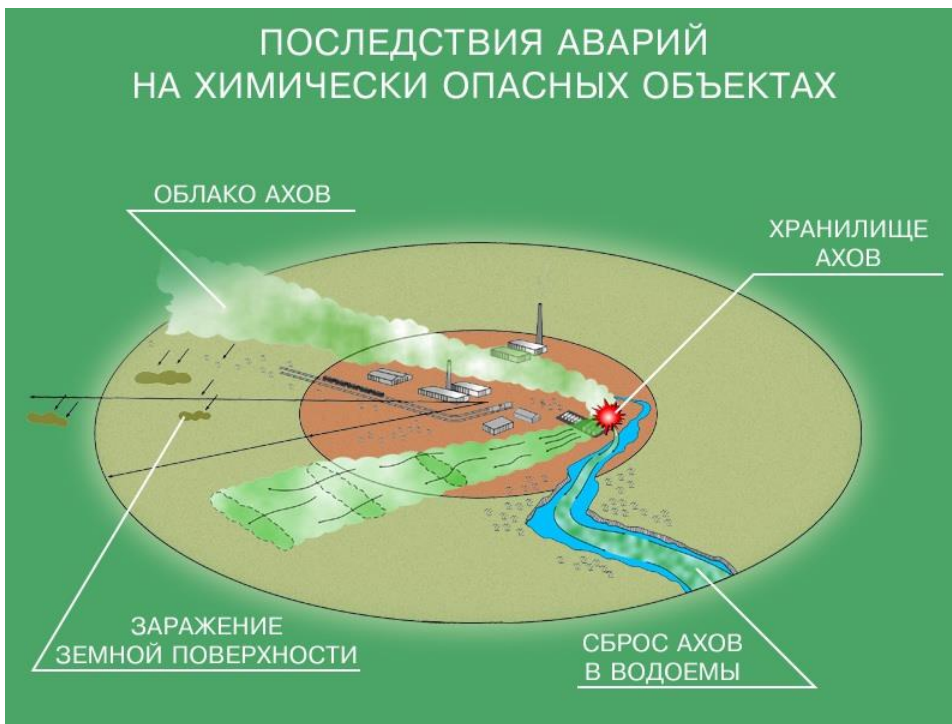 ПОСЛЕДСТВИЯ АВАРИЙ
НА ХИМИЧЕСКИ ОПАСНЫХ ОБЪЕКТАХ
ОБЛАКО АХОВ
ХРАНИЛИЩЕ
АХОВ
ЗАРАЖЕНИЕ
ЗЕМНОЙ ПОВЕРХНОСТИ
СБРОС АХОВ
В ВОДОЕМЫ